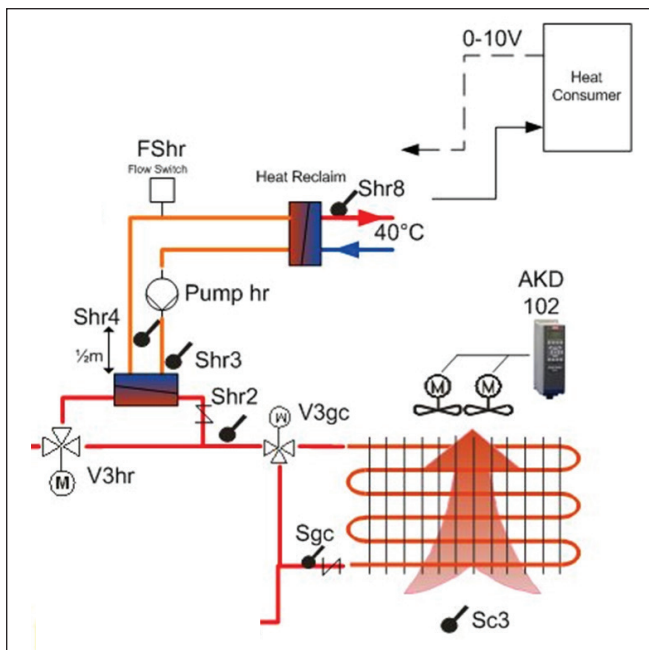 0-10V
Heat
Consumer
FShr
Flow Switch
Heat Reclaim
Shr8
40°C
Pump hr
AKD
102
Shr4
½m
Shr3
M
M
Shr2
V3gc
M
V3hr
M
Sgc
Sc3